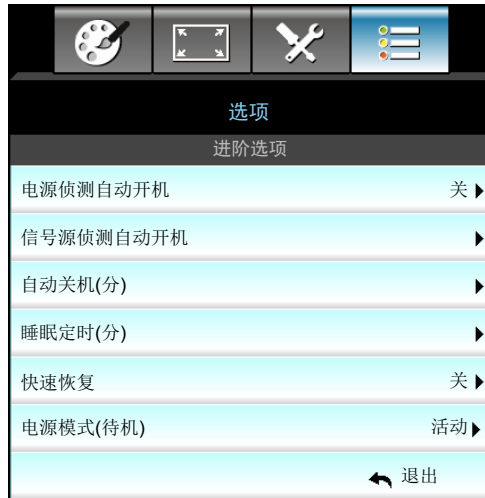 选项
进阶选项
电源侦测自动开机 关
信号源侦测自动开机
自动关机(分)
睡眠定时(分)
快速恢复 关
电源模式(待机) 活动
退出